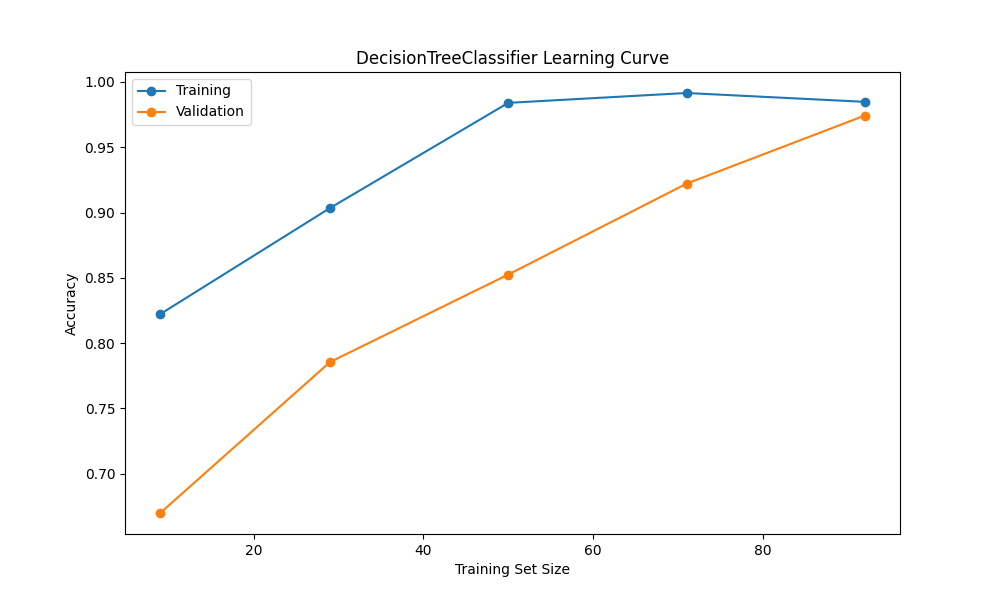 DecisionTreeClassifier Learning Curve
Training
Validation
1.00
0.95
0.90
0.85
0.80
0.75
0.70
Accuracy
20
40
60
80
Training Set Size